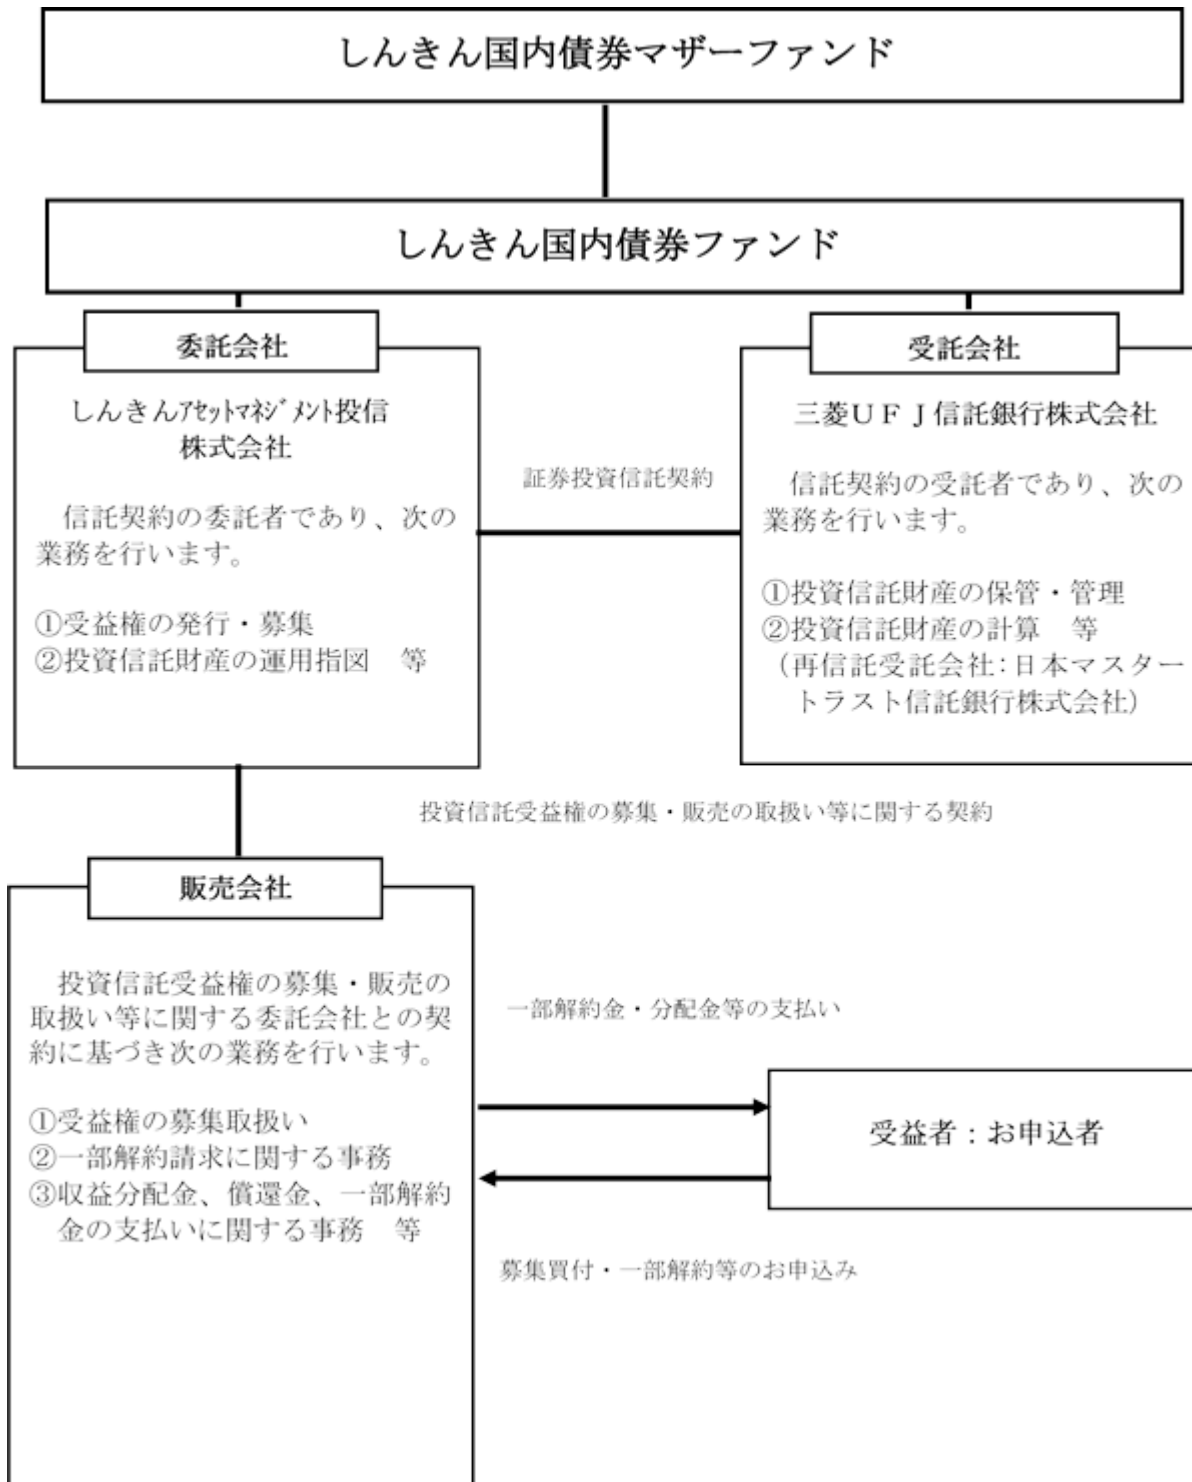 しんきん国内債券マザーファンド
しんきん国内債券ファンド
委託会社
しんきんｱｾｯﾄﾏﾈｼﾞﾒﾝﾄ投信
株式会社
信託契約の委託者であり、次の
業務を行います。
①受益権の発行・募集
②投資信託財産の運用指図　等
証券投資信託契約
受託会社
三菱ＵＦＪ信託銀行株式会社
信託契約の受託者であり、次の
業務を行います。
①投資信託財産の保管・管理
②投資信託財産の計算　等
（再信託受託会社：日本マスター
トラスト信託銀行株式会社）
投資信託受益権の募集・販売の取扱い等に関する契約
販売会社
投資信託受益権の募集・販売の
取扱い等に関する委託会社との契
約に基づき次の業務を行います。
①受益権の募集取扱い
②一部解約請求に関する事務
③収益分配金、償還金、一部解約
金の支払いに関する事務　等
一部解約金・分配金等の支払い
受益者：お申込者
募集買付・一部解約等のお申込み